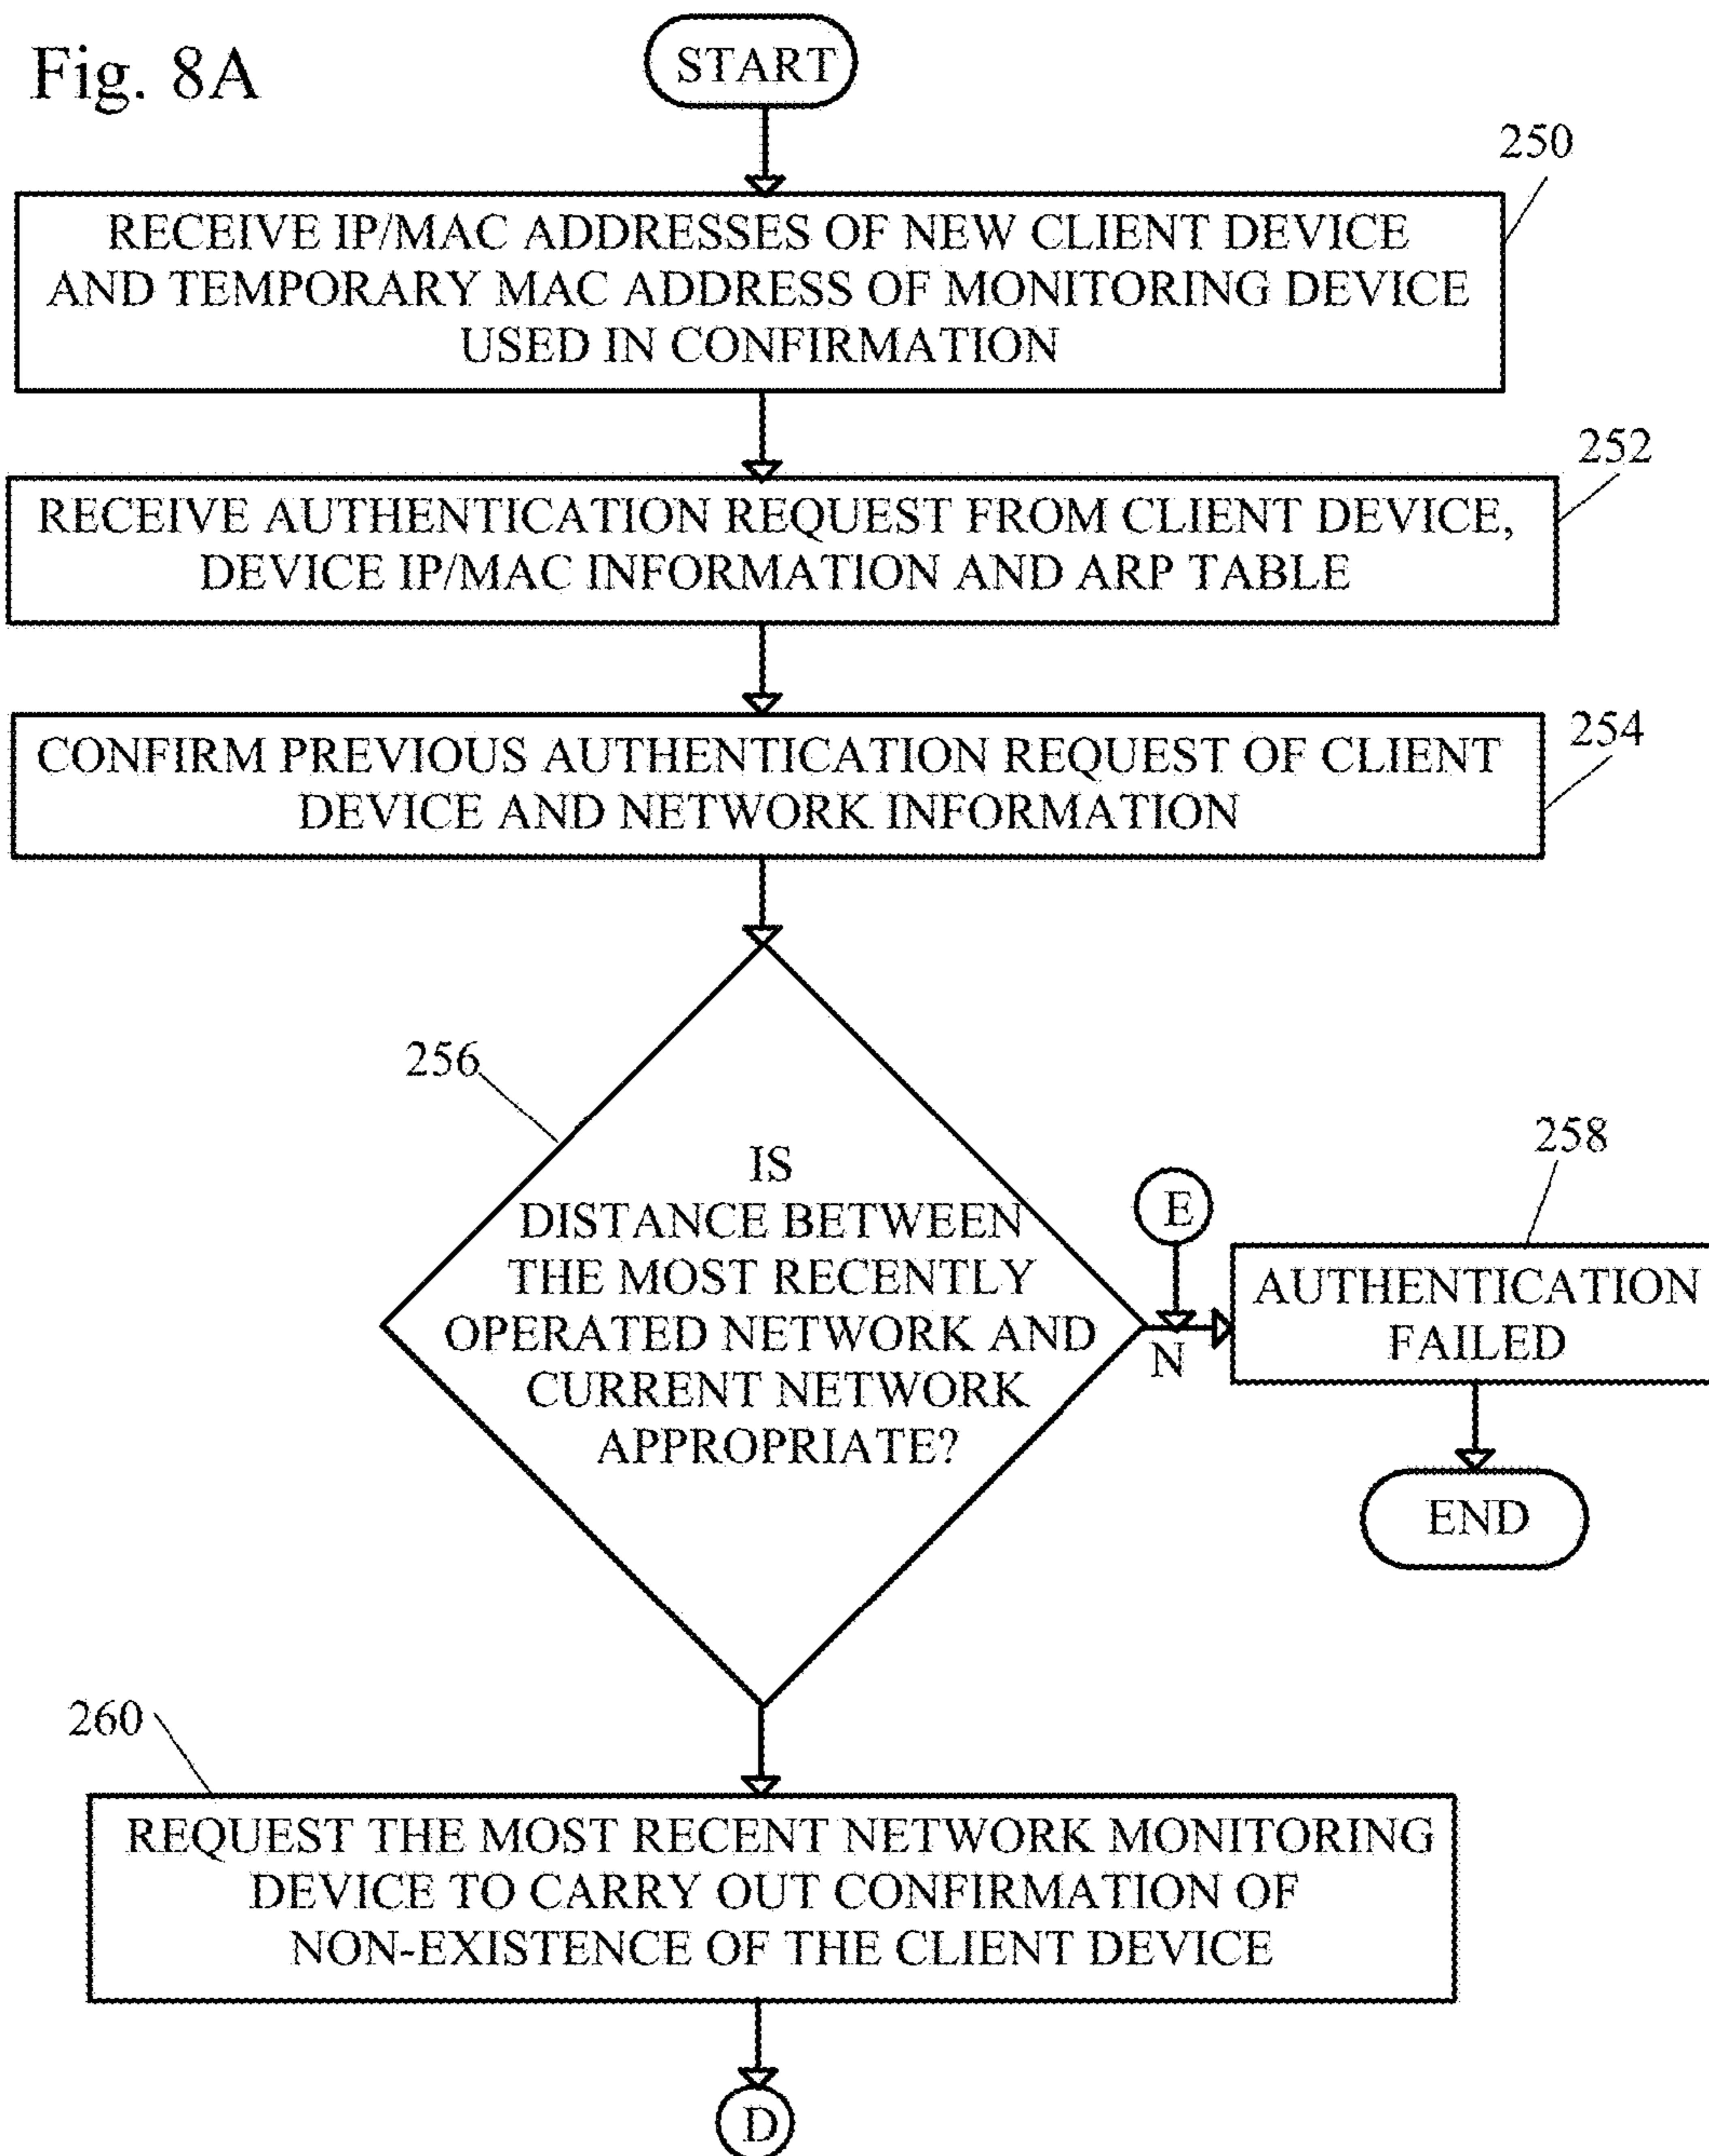 Fig. 8A
START
250
RECEIVE IP/MAC ADDRESSES OF NEW CLIENT DEVICE
AND TEMPORARY MAC ADDRESS OF MONITORING DEVICE
USED IN CONFIRMATION
252
RECEIVE AUTHENTICATION REQUEST FROM CLIENT DEVICE,
DEVICE IP/MAC INFORMATION AND ARP TABLE
254
CONFIRM PREVIOUS AUTHENTICATION REQUEST OF CLIENT
DEVICE AND NETWORK INFORMATION
256
IS
DISTANCE BETWEEN
THE MOST RECENTLY
OPERATED NETWORK AND
CURRENT NETWORK
APPROPRIATE?
E
N
258
AUTHENTICATION
FAILED
END
260
REQUEST THE MOST RECENT NETWORK MONITORING
DEVICE TO CARRY OUT CONFIRMATION OF
NON-EXISTENCE OF THE CLIENT DEVICE
D